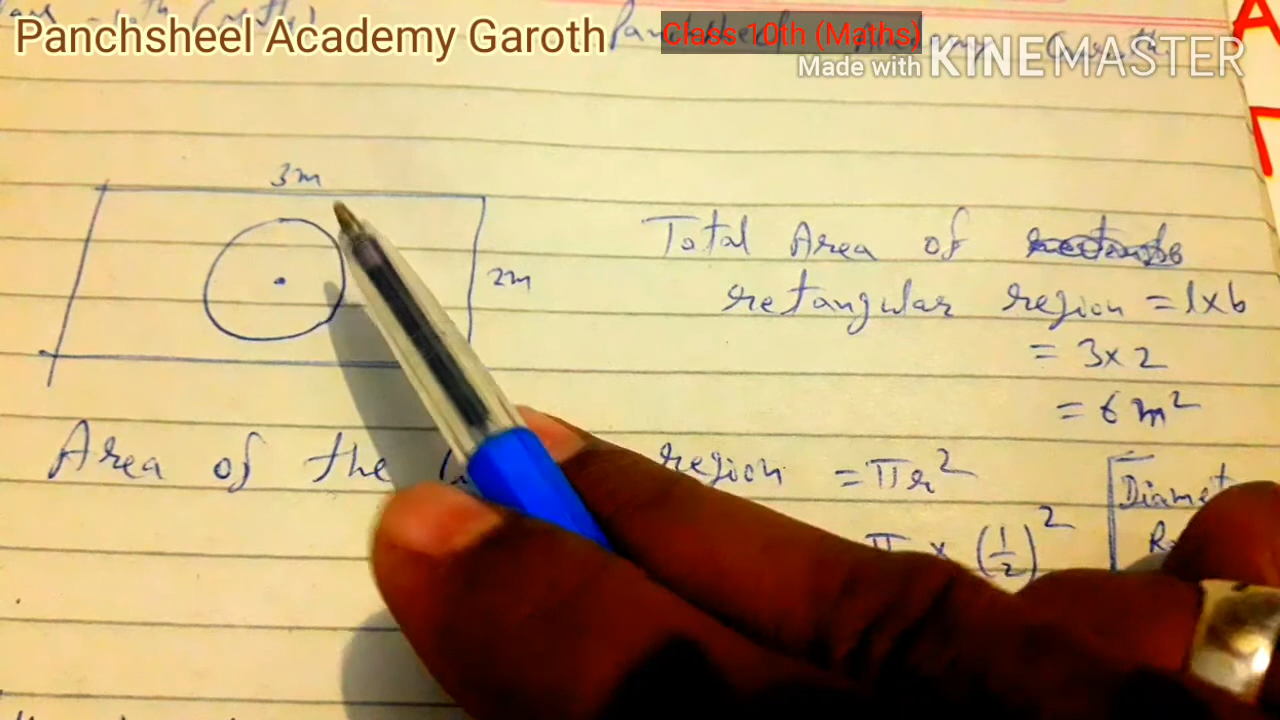 Panchsheel Academy Garoth
Class 10th (Maths)
Made with KINEMASTER
3m
2m
Total Area of
retangular region = l×b
= 3×2
= 6 m²
Area of the region = πr²
π × (1/2)²
Diamet